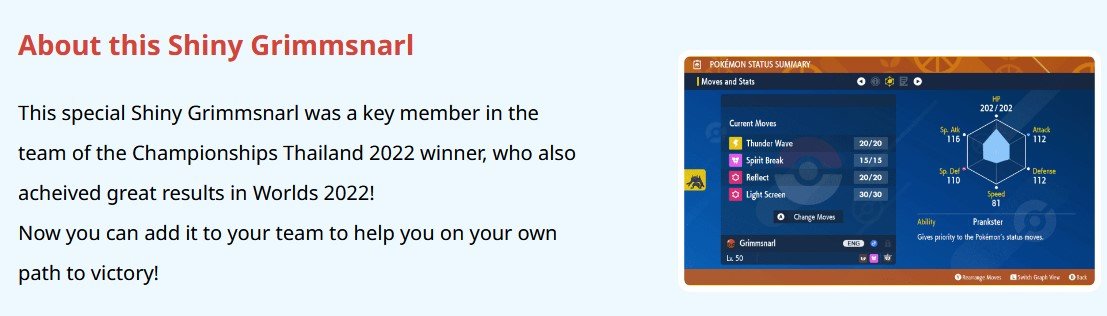 About this Shiny Grimmsnarl
This special Shiny Grimmsnarl was a key member in the
team of the Championships Thailand 2022 winner, who also
acheived great results in Worlds 2022!
Now you can add it to your team to help you on your own
path to victory!
POKÉMON STATUS SUMMARY
Moves and Stats
Current Moves
Thunder Wave 20/20
Spirit Break 15/15
Reflect 20/20
Light Screen 30/30
Change Moves
Grimmsnarl ENG
Lv. 50
HP
202/202
Sp. Atk
116
Attack
112
Sp. Def
110
Defense
112
Speed
81
Ability Prankster
Gives priority to the Pokémon's status moves.
Rearrange Moves Switch Graph View Back